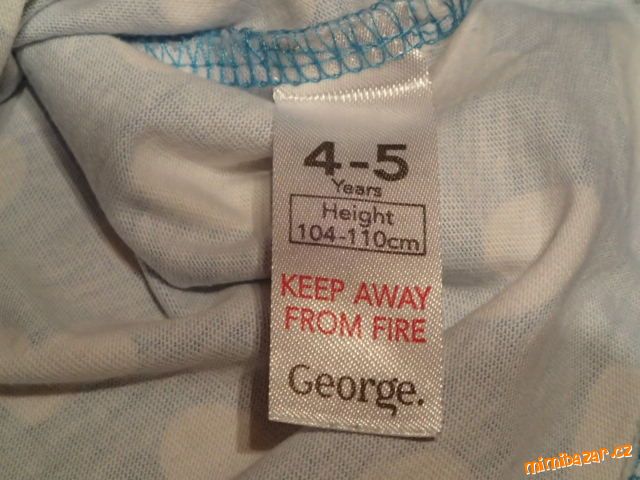 4-5
Years
Height
104-110cm
KEEP AWAY
FROM FIRE
George.
mimibazar.cz